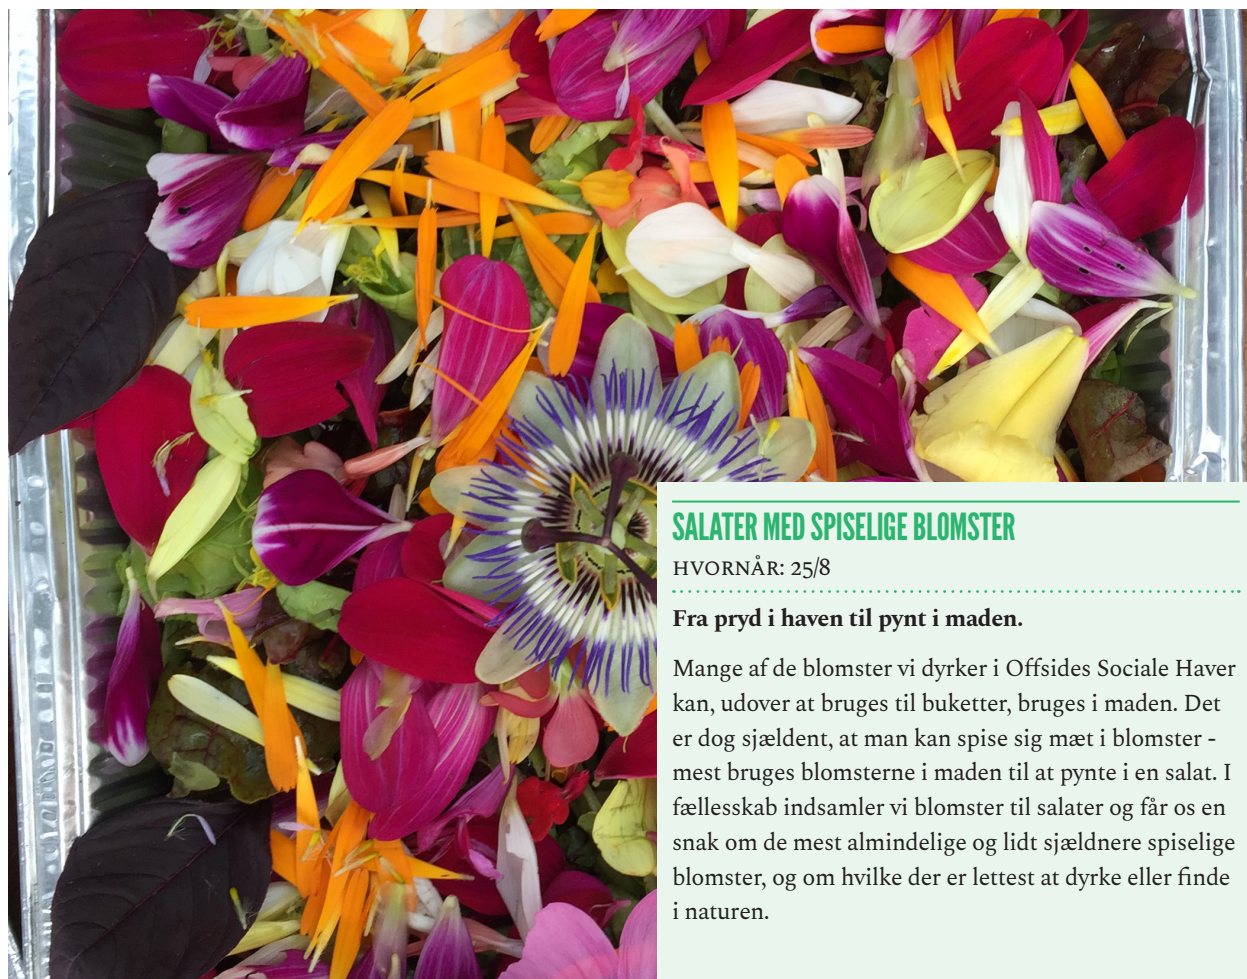 SALATER MED SPISELIGE BLOMSTER
HVORNÅR: 25/8
Fra pryd i haven til pynt i maden.
Mange af de blomster vi dyrker i Offsides Sociale Haver
kan, udover at bruges til buketter, bruges i maden. Det
er dog sjældent, at man kan spise sig mæt i blomster -
mest bruges blomsterne i maden til at pynte i en salat. I
fællesskab indsamler vi blomster til salater og får os en
snak om de mest almindelige og lidt sjældnere spiselige
blomster, og om hvilke der er lettest at dyrke eller finde
i naturen.